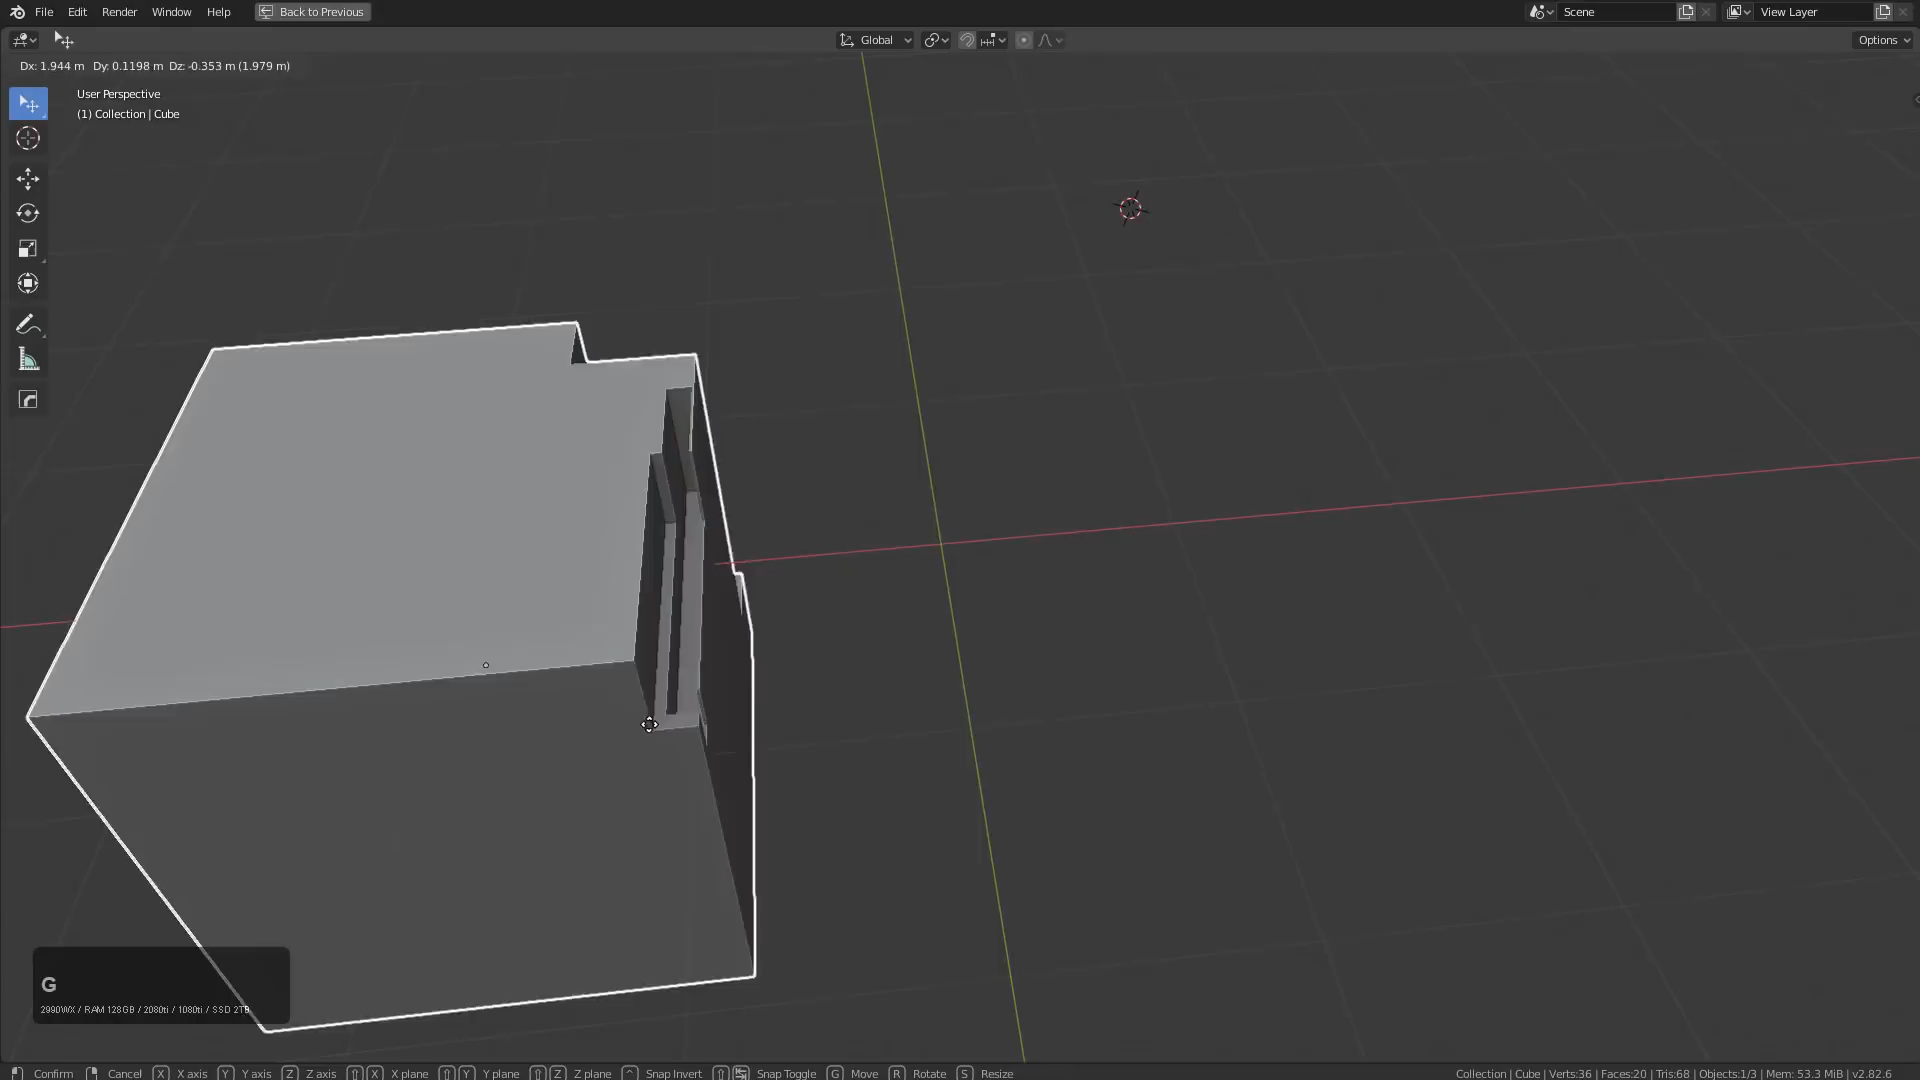 File Edit Render Window Help Back to Previous Scene View Layer
Global Options
Dx: 1.944 m Dy: 0.1198 m Dz: -0.353 m (1.979 m)
User Perspective
(1) Collection | Cube
G
2990WX / RAM 128GB / 2080ti / 1080ti / SSD 2TB
Confirm Cancel X X axis Y Y axis Z Z axis X X plane Y Y plane Z Z plane ^ Snap Invert Snap Toggle G Move R Rotate S Resize Collection | Cube | Verts:36 | Faces:20 | Tris:68 | Objects:1/3 | Mem: 53.3 MiB | v2.82.6